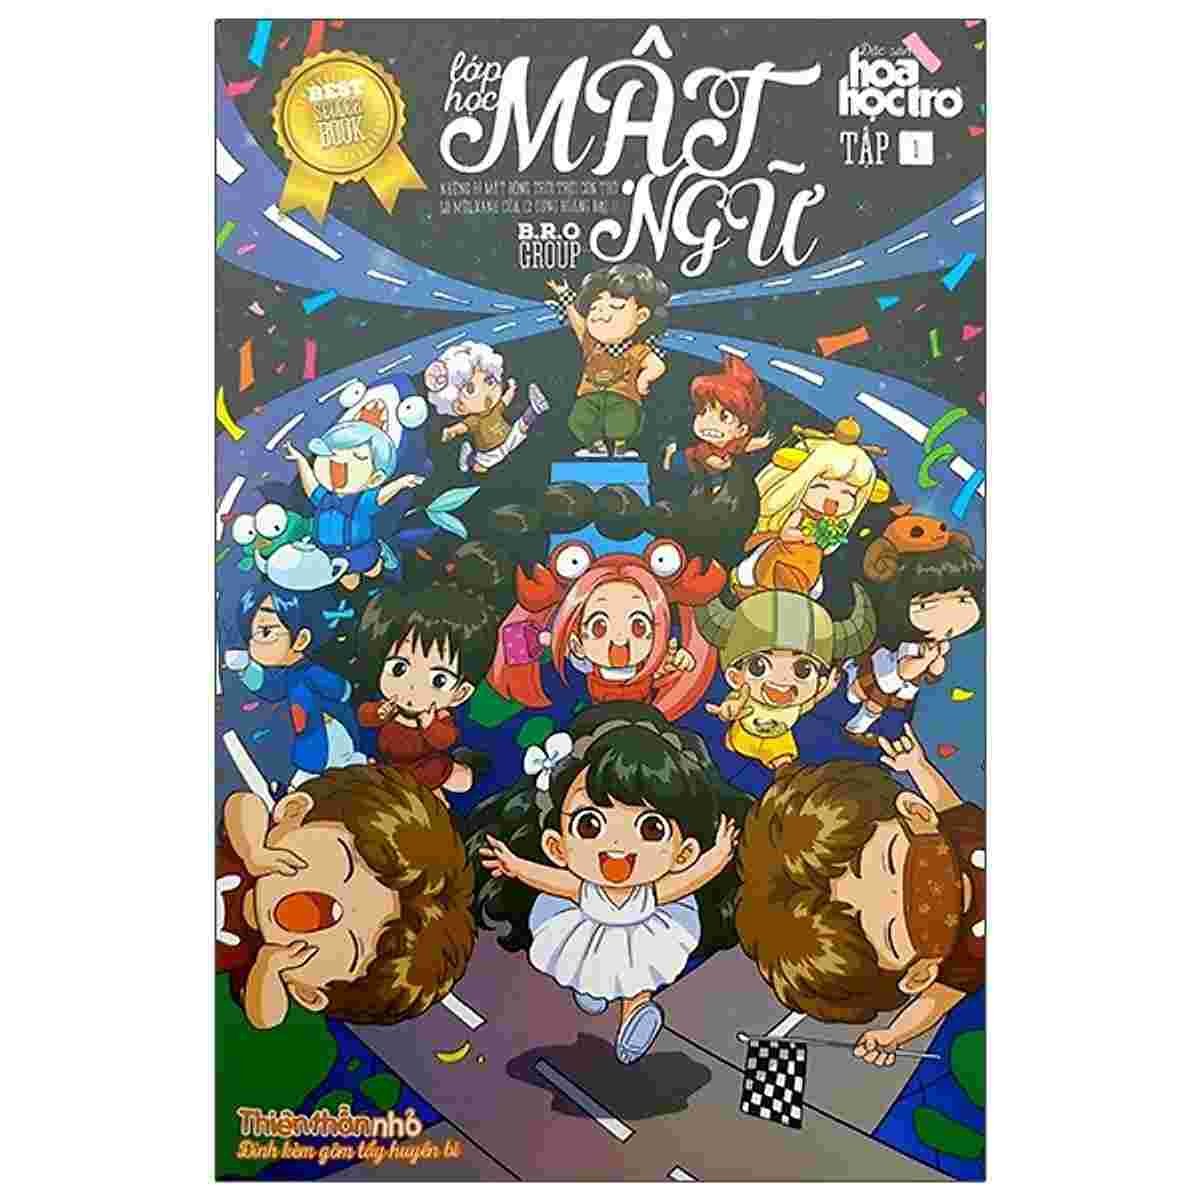 BEST
Seller
BOOK
lớp
học
MẬT
NGỮ
Đặc sản
hoa
học trò
TẬP 1
B.R.O
GROUP
Thiên thần nhỏ
Đính kèm gôm tẩy huyền bí